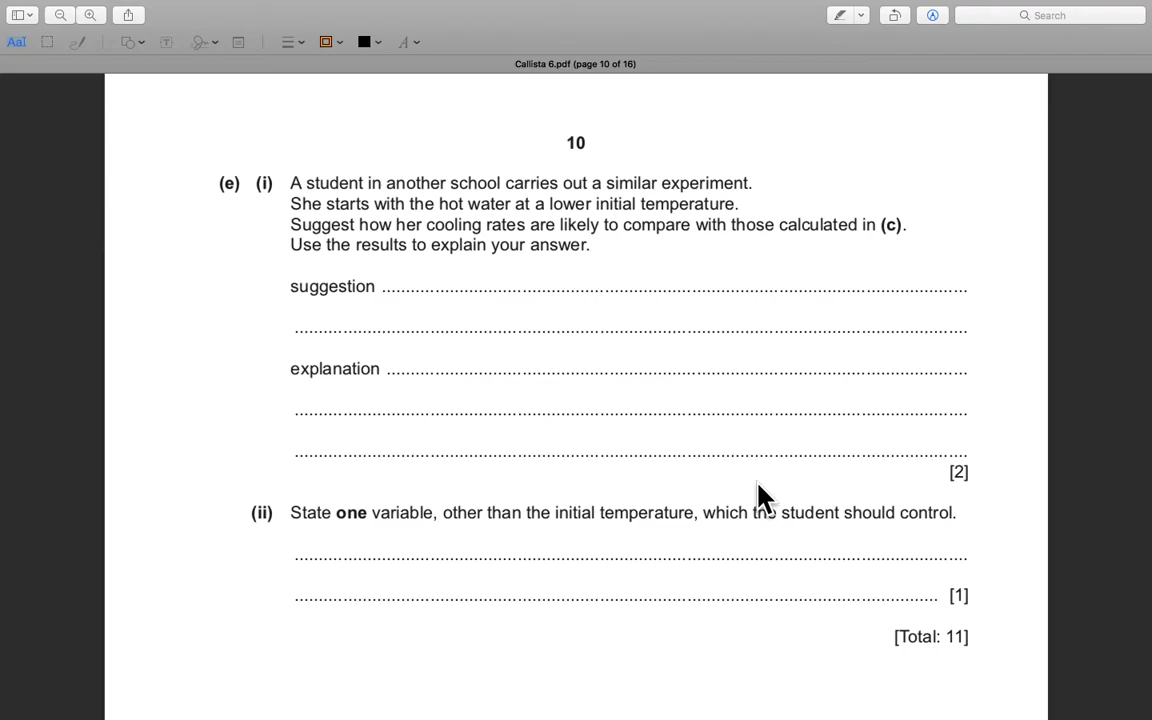 Search
AaI
Callista 6.pdf (page 10 of 16)
10
(e) (i) A student in another school carries out a similar experiment.
She starts with the hot water at a lower initial temperature.
Suggest how her cooling rates are likely to compare with those calculated in (c).
Use the results to explain your answer.
suggestion ..........................................................................................................................
............................................................................................................................................
explanation .........................................................................................................................
............................................................................................................................................
............................................................................................................................................
[2]
(ii) State one variable, other than the initial temperature, which the student should control.
............................................................................................................................................
...................................................................................................................................... [1]
[Total: 11]